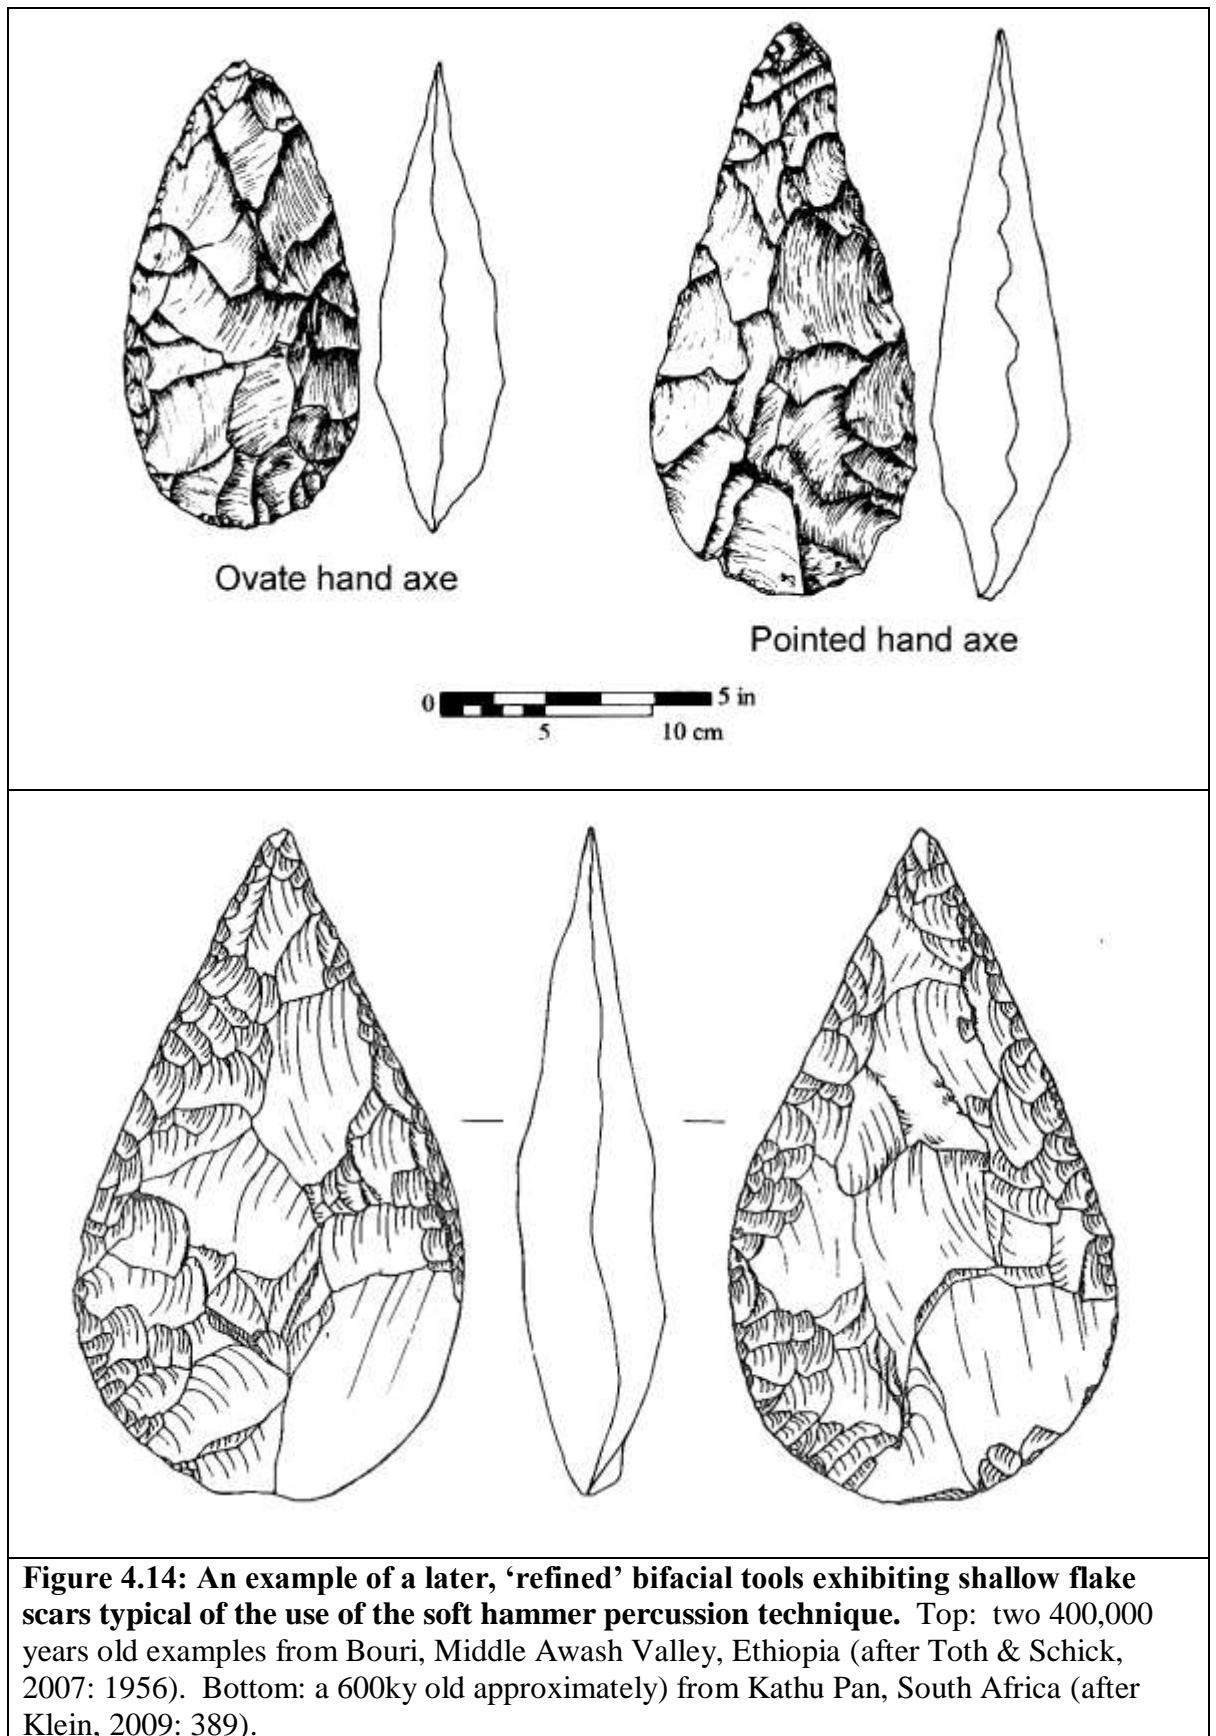 Ovate hand axe
Pointed hand axe
0 5 in
5 10 cm
Figure 4.14: An example of a later, ‘refined’ bifacial tools exhibiting shallow flake
scars typical of the use of the soft hammer percussion technique. Top: two 400,000
years old examples from Bouri, Middle Awash Valley, Ethiopia (after Toth & Schick,
2007: 1956). Bottom: a 600ky old approximately) from Kathu Pan, South Africa (after
Klein, 2009: 389).